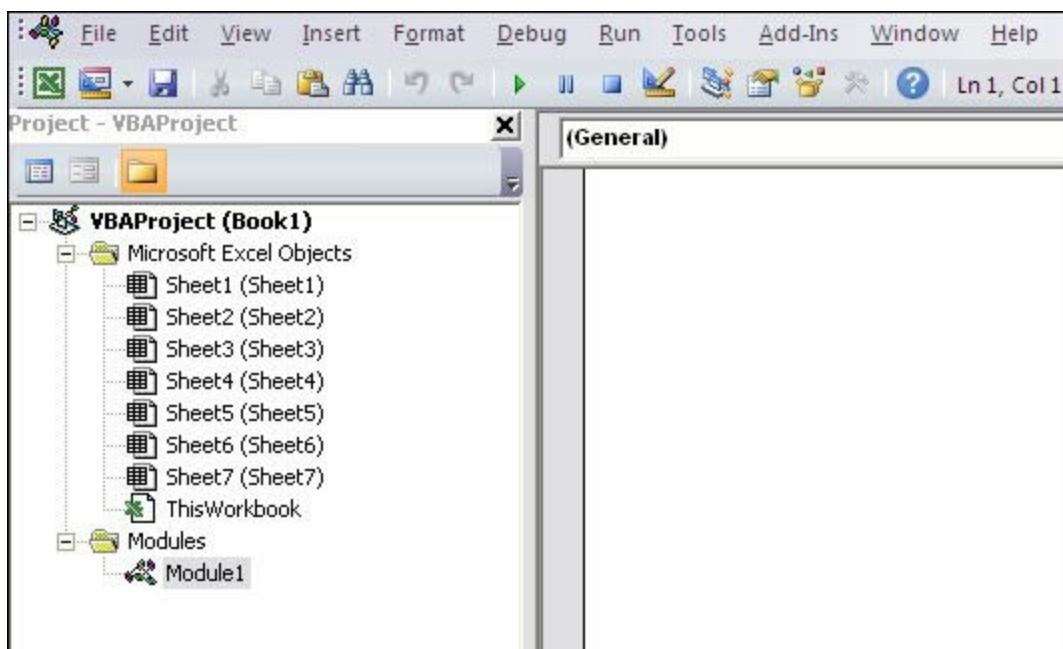 File Edit View Insert Format Debug Run Tools Add-Ins Window Help
Ln 1, Col 1
Project - VBAProject
(General)
VBAProject (Book1)
Microsoft Excel Objects
Sheet1 (Sheet1)
Sheet2 (Sheet2)
Sheet3 (Sheet3)
Sheet4 (Sheet4)
Sheet5 (Sheet5)
Sheet6 (Sheet6)
Sheet7 (Sheet7)
ThisWorkbook
Modules
Module1